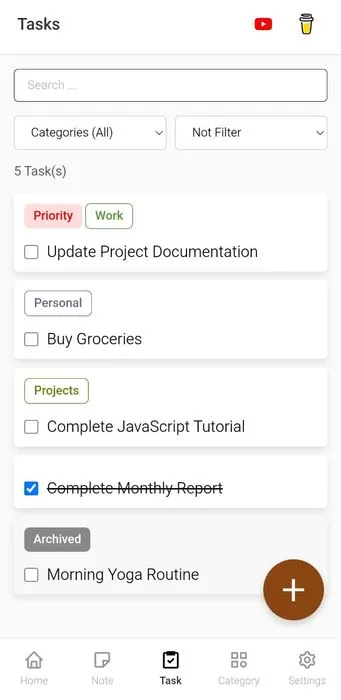 Tasks
Search ...
Categories (All) Not Filter
5 Task(s)
Priority Work
Update Project Documentation
Personal
Buy Groceries
Projects
Complete JavaScript Tutorial
Complete Monthly Report
Archived
Morning Yoga Routine
Home Note Task Category Settings